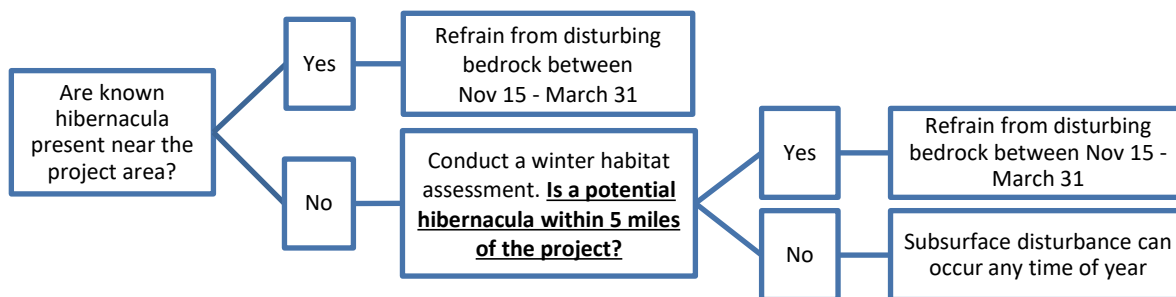 Are known
hibernacula
present near the
project area?
Yes
Refrain from disturbing
bedrock between
Nov 15 - March 31
No
Conduct a winter habitat
assessment. Is a potential
hibernacula within 5 miles
of the project?
Yes
Refrain from disturbing
bedrock between Nov 15 -
March 31
No
Subsurface disturbance can
occur any time of year